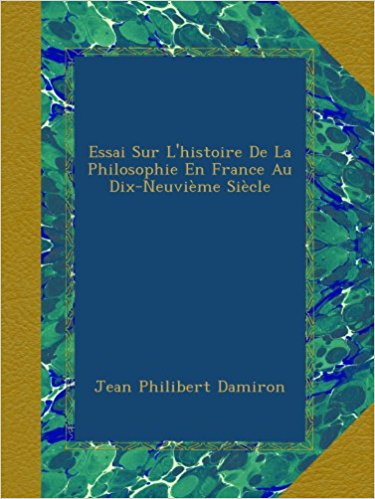 Essai Sur L'histoire De La
Philosophie En France Au
Dix-Neuvième Siècle
Jean Philibert Damiron